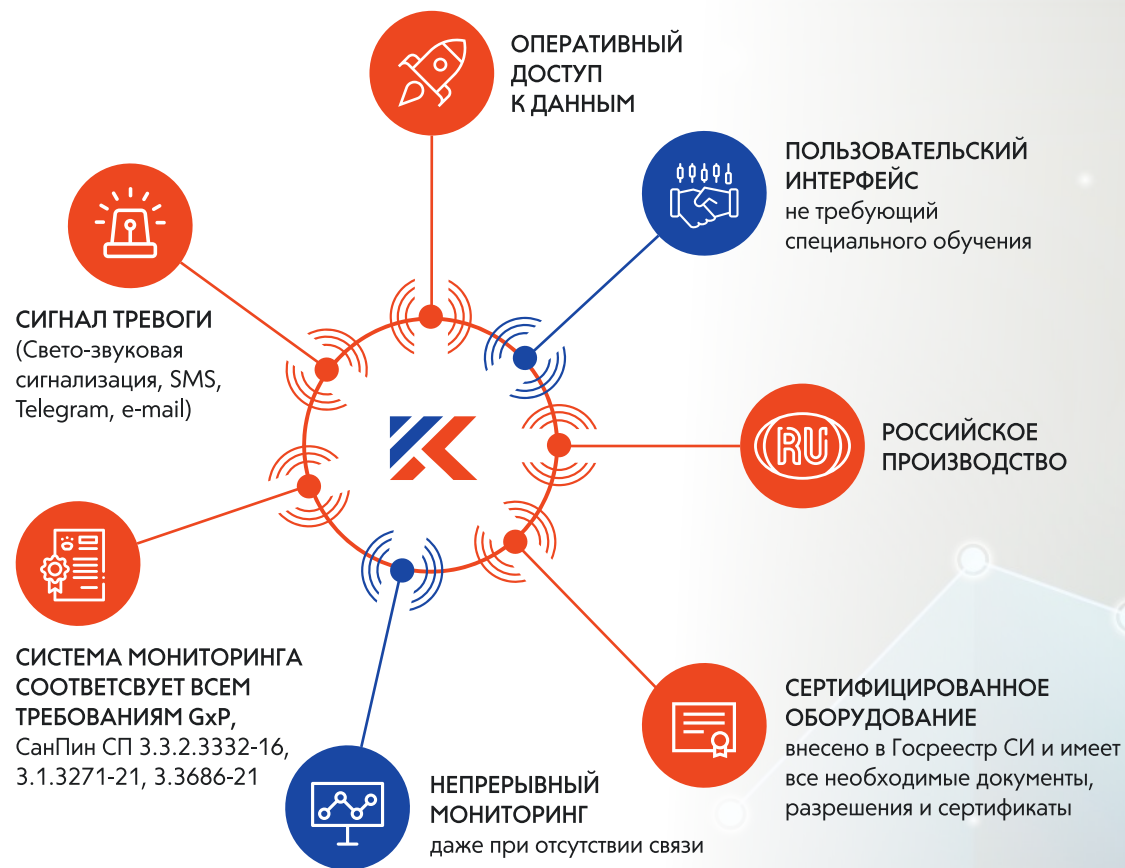 ОПЕРАТИВНЫЙ
ДОСТУП
К ДАННЫМ
ПОЛЬЗОВАТЕЛЬСКИЙ
ИНТЕРФЕЙС
не требующий
специального обучения
СИГНАЛ ТРЕВОГИ
(Свето-звуковая
сигнализация, SMS,
Telegram, e-mail)
RU
РОССИЙСКОЕ
ПРОИЗВОДСТВО
СИСТЕМА МОНИТОРИНГА
СООТВЕТСВУЕТ ВСЕМ
ТРЕБОВАНИЯМ GxP,
СанПин СП 3.3.2.3332-16,
3.1.3271-21, 3.3686-21
СЕРТИФИЦИРОВАННОЕ
ОБОРУДОВАНИЕ
внесено в Госреестр СИ и имеет
все необходимые документы,
разрешения и сертификаты
НЕПРЕРЫВНЫЙ
МОНИТОРИНГ
даже при отсутствии связи